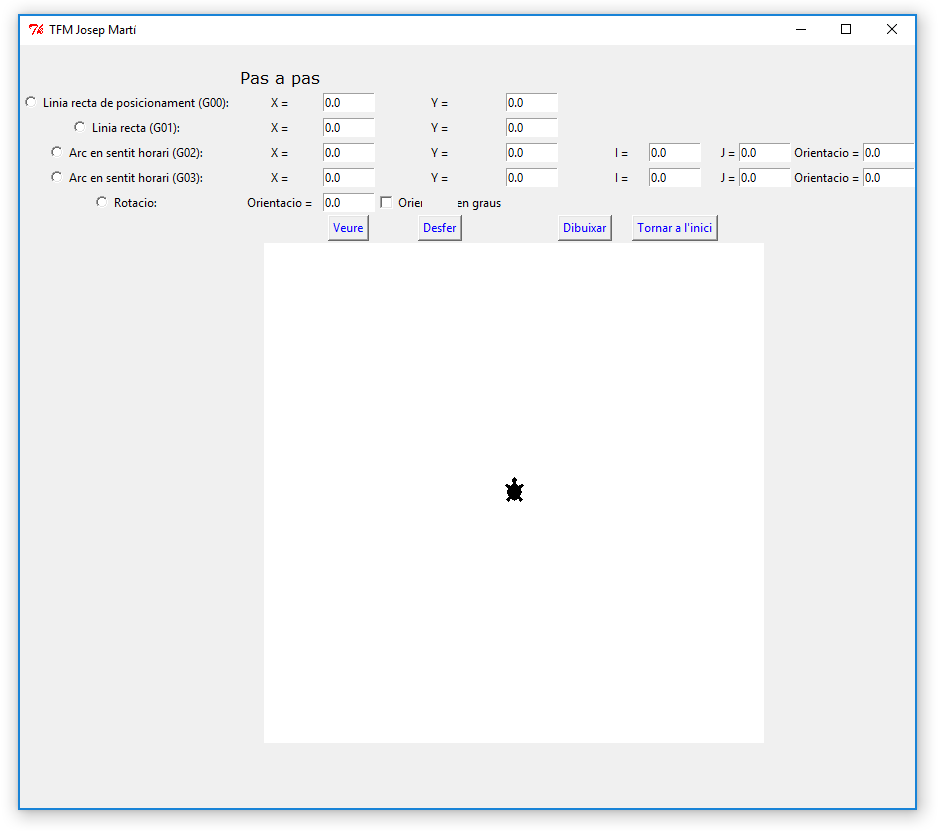 TFM Josep Martí
Pas a pas
Linia recta de posicionament (G00): X = 0.0 Y = 0.0
Linia recta (G01): X = 0.0 Y = 0.0
Arc en sentit horari (G02): X = 0.0 Y = 0.0 I = 0.0 J = 0.0 Orientacio = 0.0
Arc en sentit horari (G03): X = 0.0 Y = 0.0 I = 0.0 J = 0.0 Orientacio = 0.0
Rotacio: Orientacio = 0.0 en graus
Veure Desfer Dibuixar Tornar a l'inici